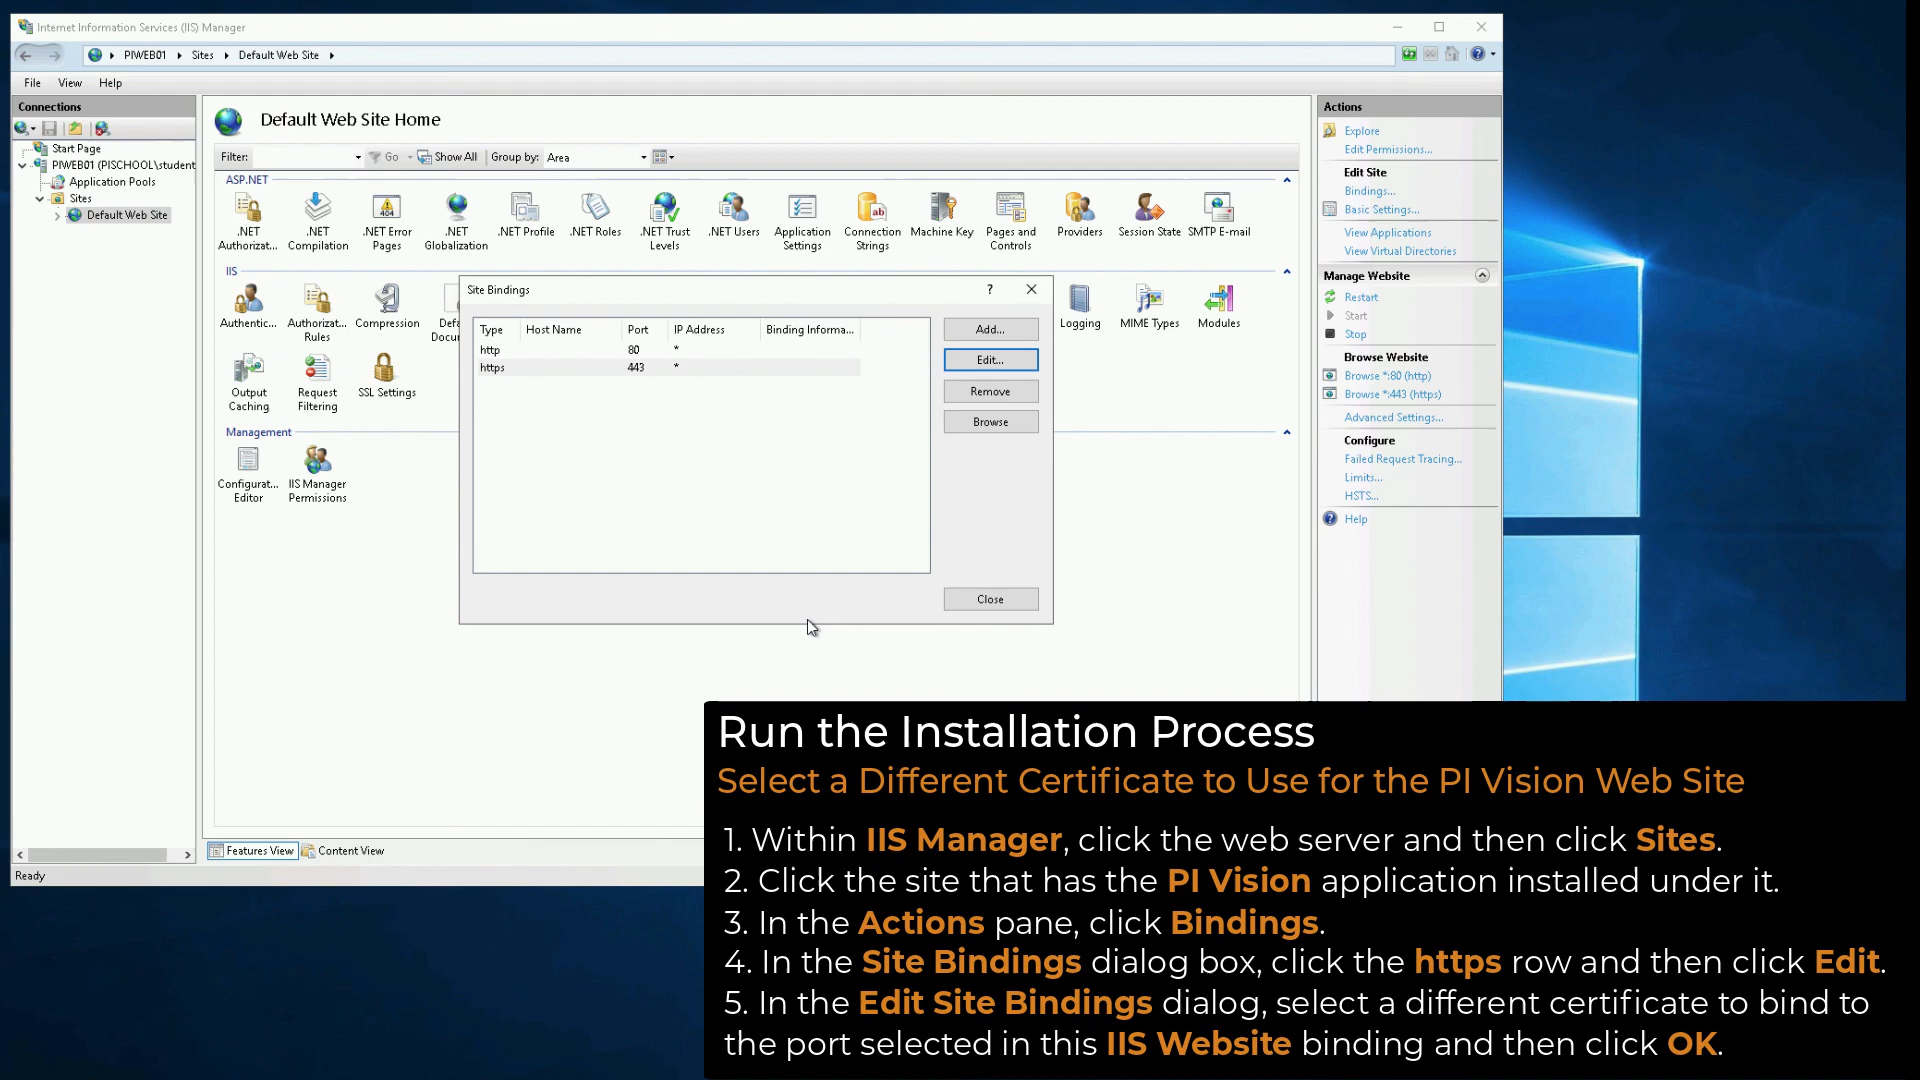 Internet Information Services (IIS) Manager
PIWEB01 Sites Default Web Site
File View Help
Connections
Start Page
PIWEB01 (PISCHOOL\student
Application Pools
Sites
Default Web Site
Default Web Site Home
Filter: Go Show All Group by: Area
ASP.NET
.NET Authorizat...
.NET Compilation
.NET Error Pages
.NET Globalization
.NET Profile
.NET Roles
.NET Trust Levels
.NET Users
Application Settings
Connection Strings
Machine Key
Pages and Controls
Providers
Session State
SMTP E-mail
IIS
Authentic...
Authorizat... Rules
Compression
Logging
MIME Types
Modules
Output Caching
Request Filtering
SSL Settings
Management
Configurat... Editor
IIS Manager Permissions
Site Bindings
?
Type Host Name Port IP Address Binding Informa...
http 80 *
https 443 *
Add...
Edit...
Remove
Browse
Close
Features View Content View
Ready
Actions
Explore
Edit Permissions...
Edit Site
Bindings...
Basic Settings...
View Applications
View Virtual Directories
Manage Website
Restart
Start
Stop
Browse Website
Browse *:80 (http)
Browse *:443 (https)
Advanced Settings...
Configure
Failed Request Tracing...
Limits...
HSTS...
Help
Run the Installation Process
Select a Different Certificate to Use for the PI Vision Web Site
1. Within IIS Manager, click the web server and then click Sites.
2. Click the site that has the PI Vision application installed under it.
3. In the Actions pane, click Bindings.
4. In the Site Bindings dialog box, click the https row and then click Edit.
5. In the Edit Site Bindings dialog, select a different certificate to bind to
the port selected in this IIS Website binding and then click OK.